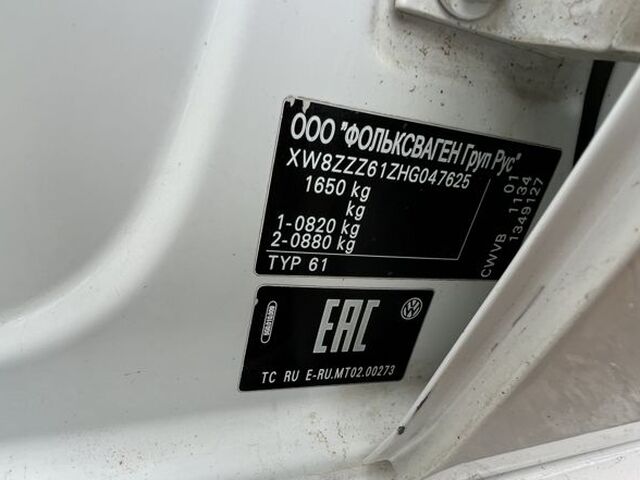 ООО "ФОЛЬКСВАГЕН Груп Рус"
XW8ZZZ61ZHG047625
1650 kg
kg
1-0820 kg
2-0880 kg
TYP 61
CWVB 01
1134
1349127
EAC
TC RU E-RU.MT02.00273